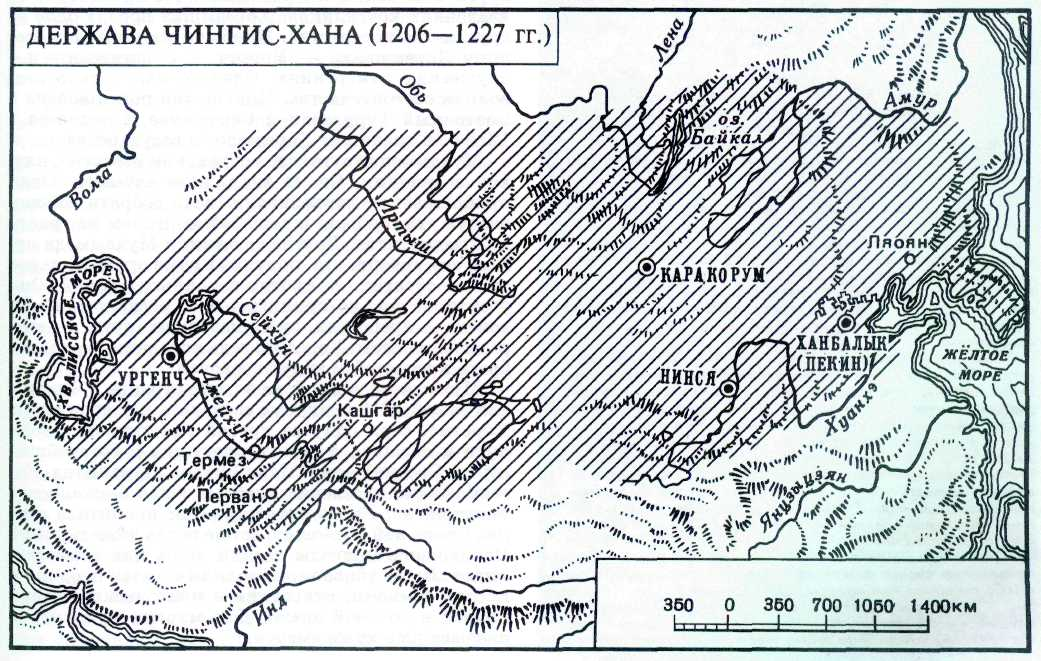 ДЕРЖАВА ЧИНГИС-ХАНА (1206—1227 гг.)
Лена
Обь
Амур
оз.
Байкал
Волга
Иртыш
Ляоян
КАРАКОРУМ
ХВАЛИССКОЕ МОРЕ
Сейхун
ХАНБАЛЫК
(ПЕКИН)
ЖЁЛТОЕ
МОРЕ
УРГЕНЧ
Джейхун
НИНСЯ
Хуанхэ
Кашгар
Термез
Перван
Янцзыцзян
Инд
350 0 350 700 1050 1400км